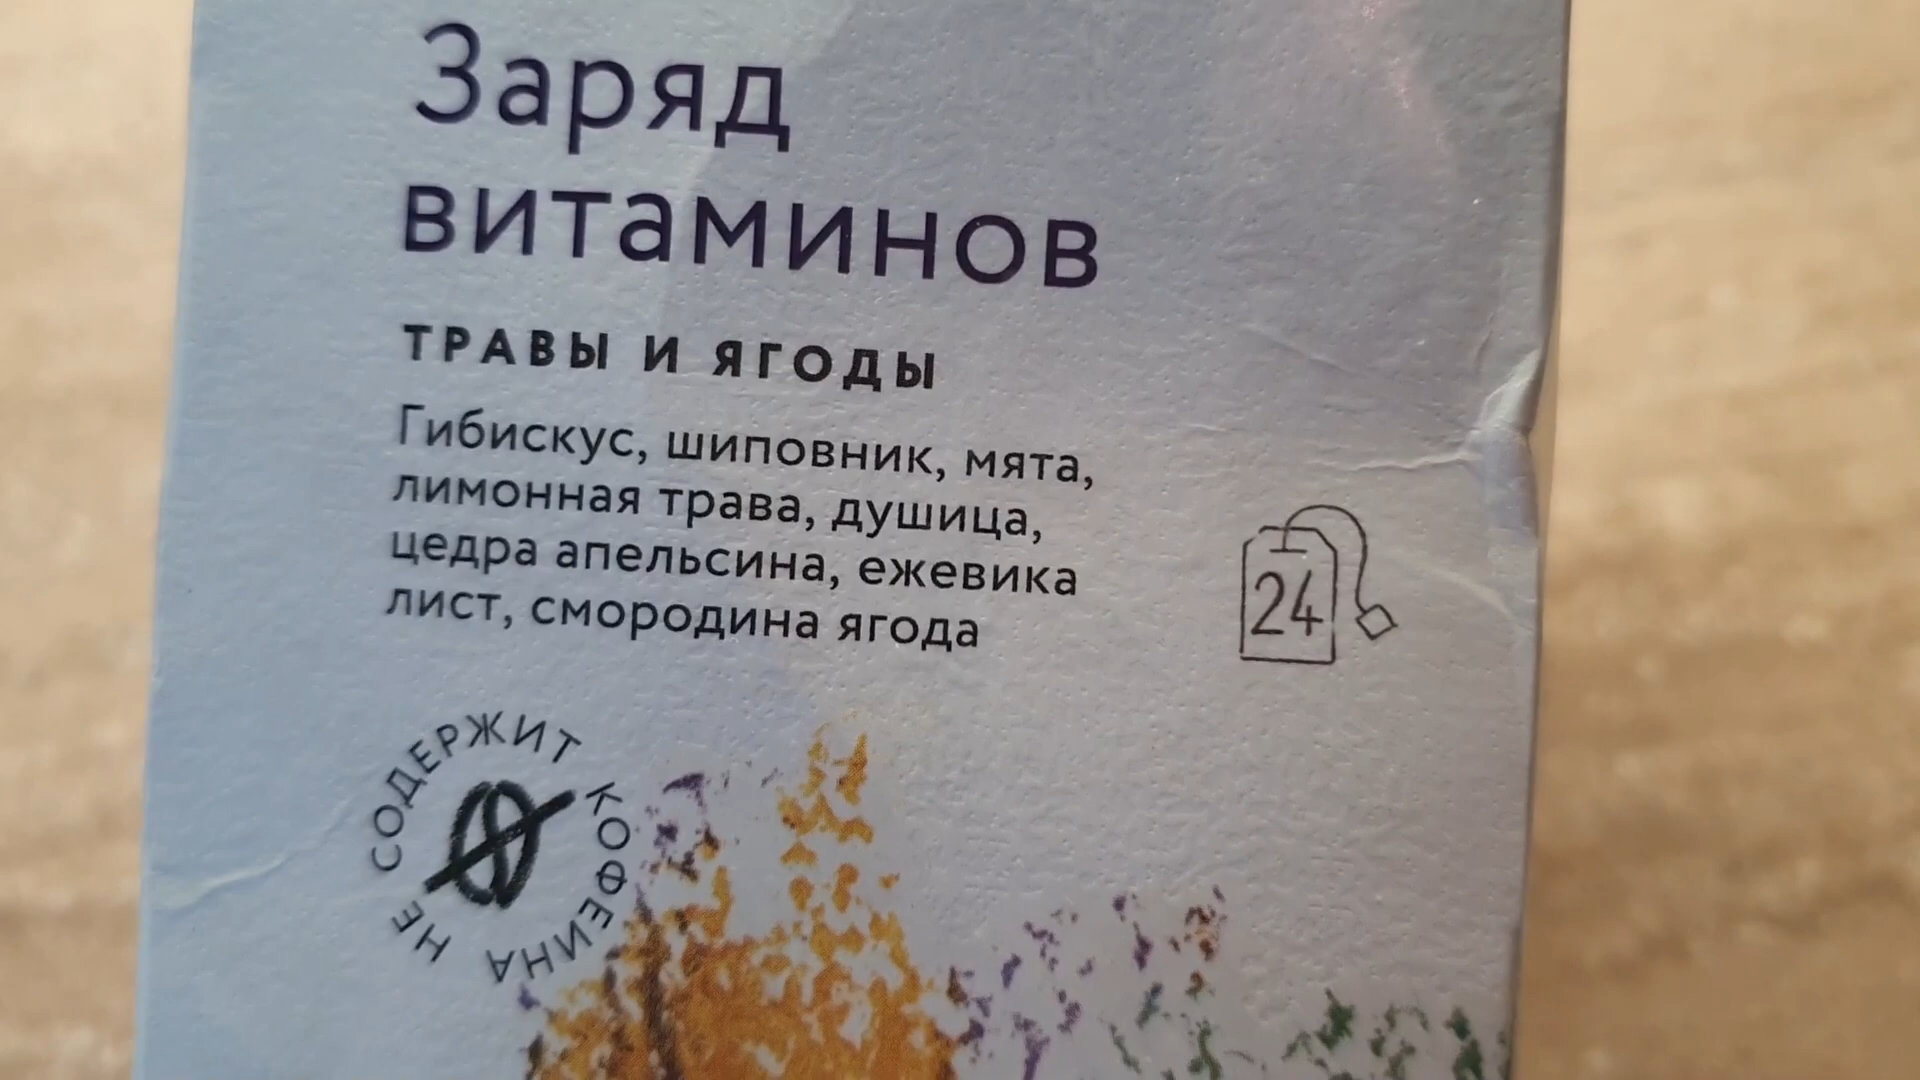 Заряд
витаминов
ТРАВЫ И ЯГОДЫ
Гибискус, шиповник, мята,
лимонная трава, душица,
цедра апельсина, ежевика
лист, смородина ягода
24
НЕ СОДЕРЖИТ КОФЕИНА